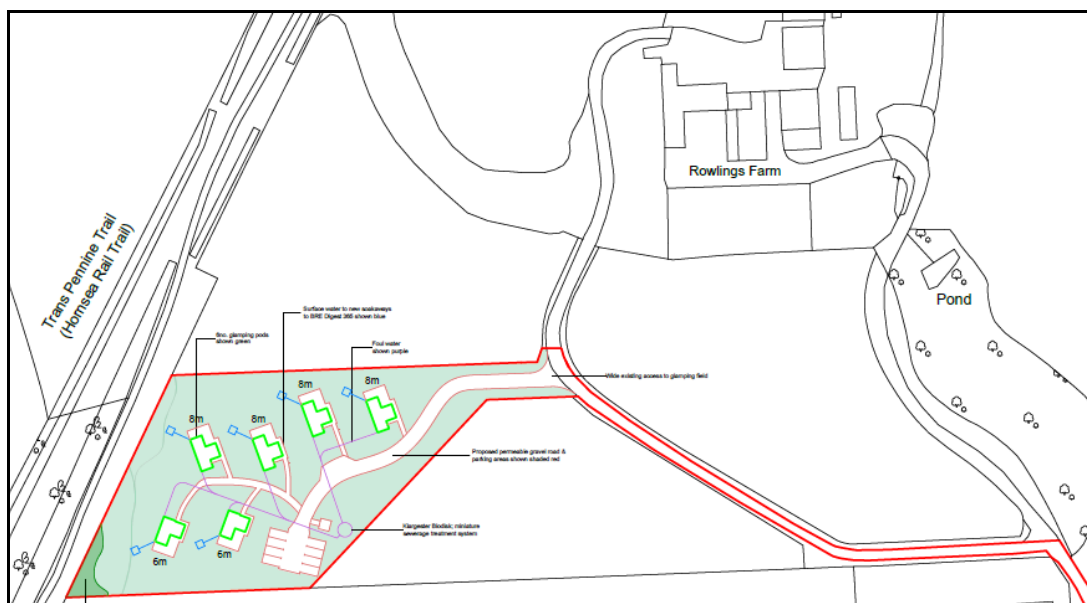 Rowlings Farm
Trans Pennine Trail
(Hornsea Rail Trail)
Pond
Surface water to new soakaways
to BRE Digest 365 shown blue
6no. glamping pods
shown green
Foul water
shown purple
Wide existing access to glamping field
8m
8m
8m
8m
Proposed permeable gravel road &
parking areas shown shaded red
Klargester Biodisk; miniature
sewerage treatment system
6m
6m